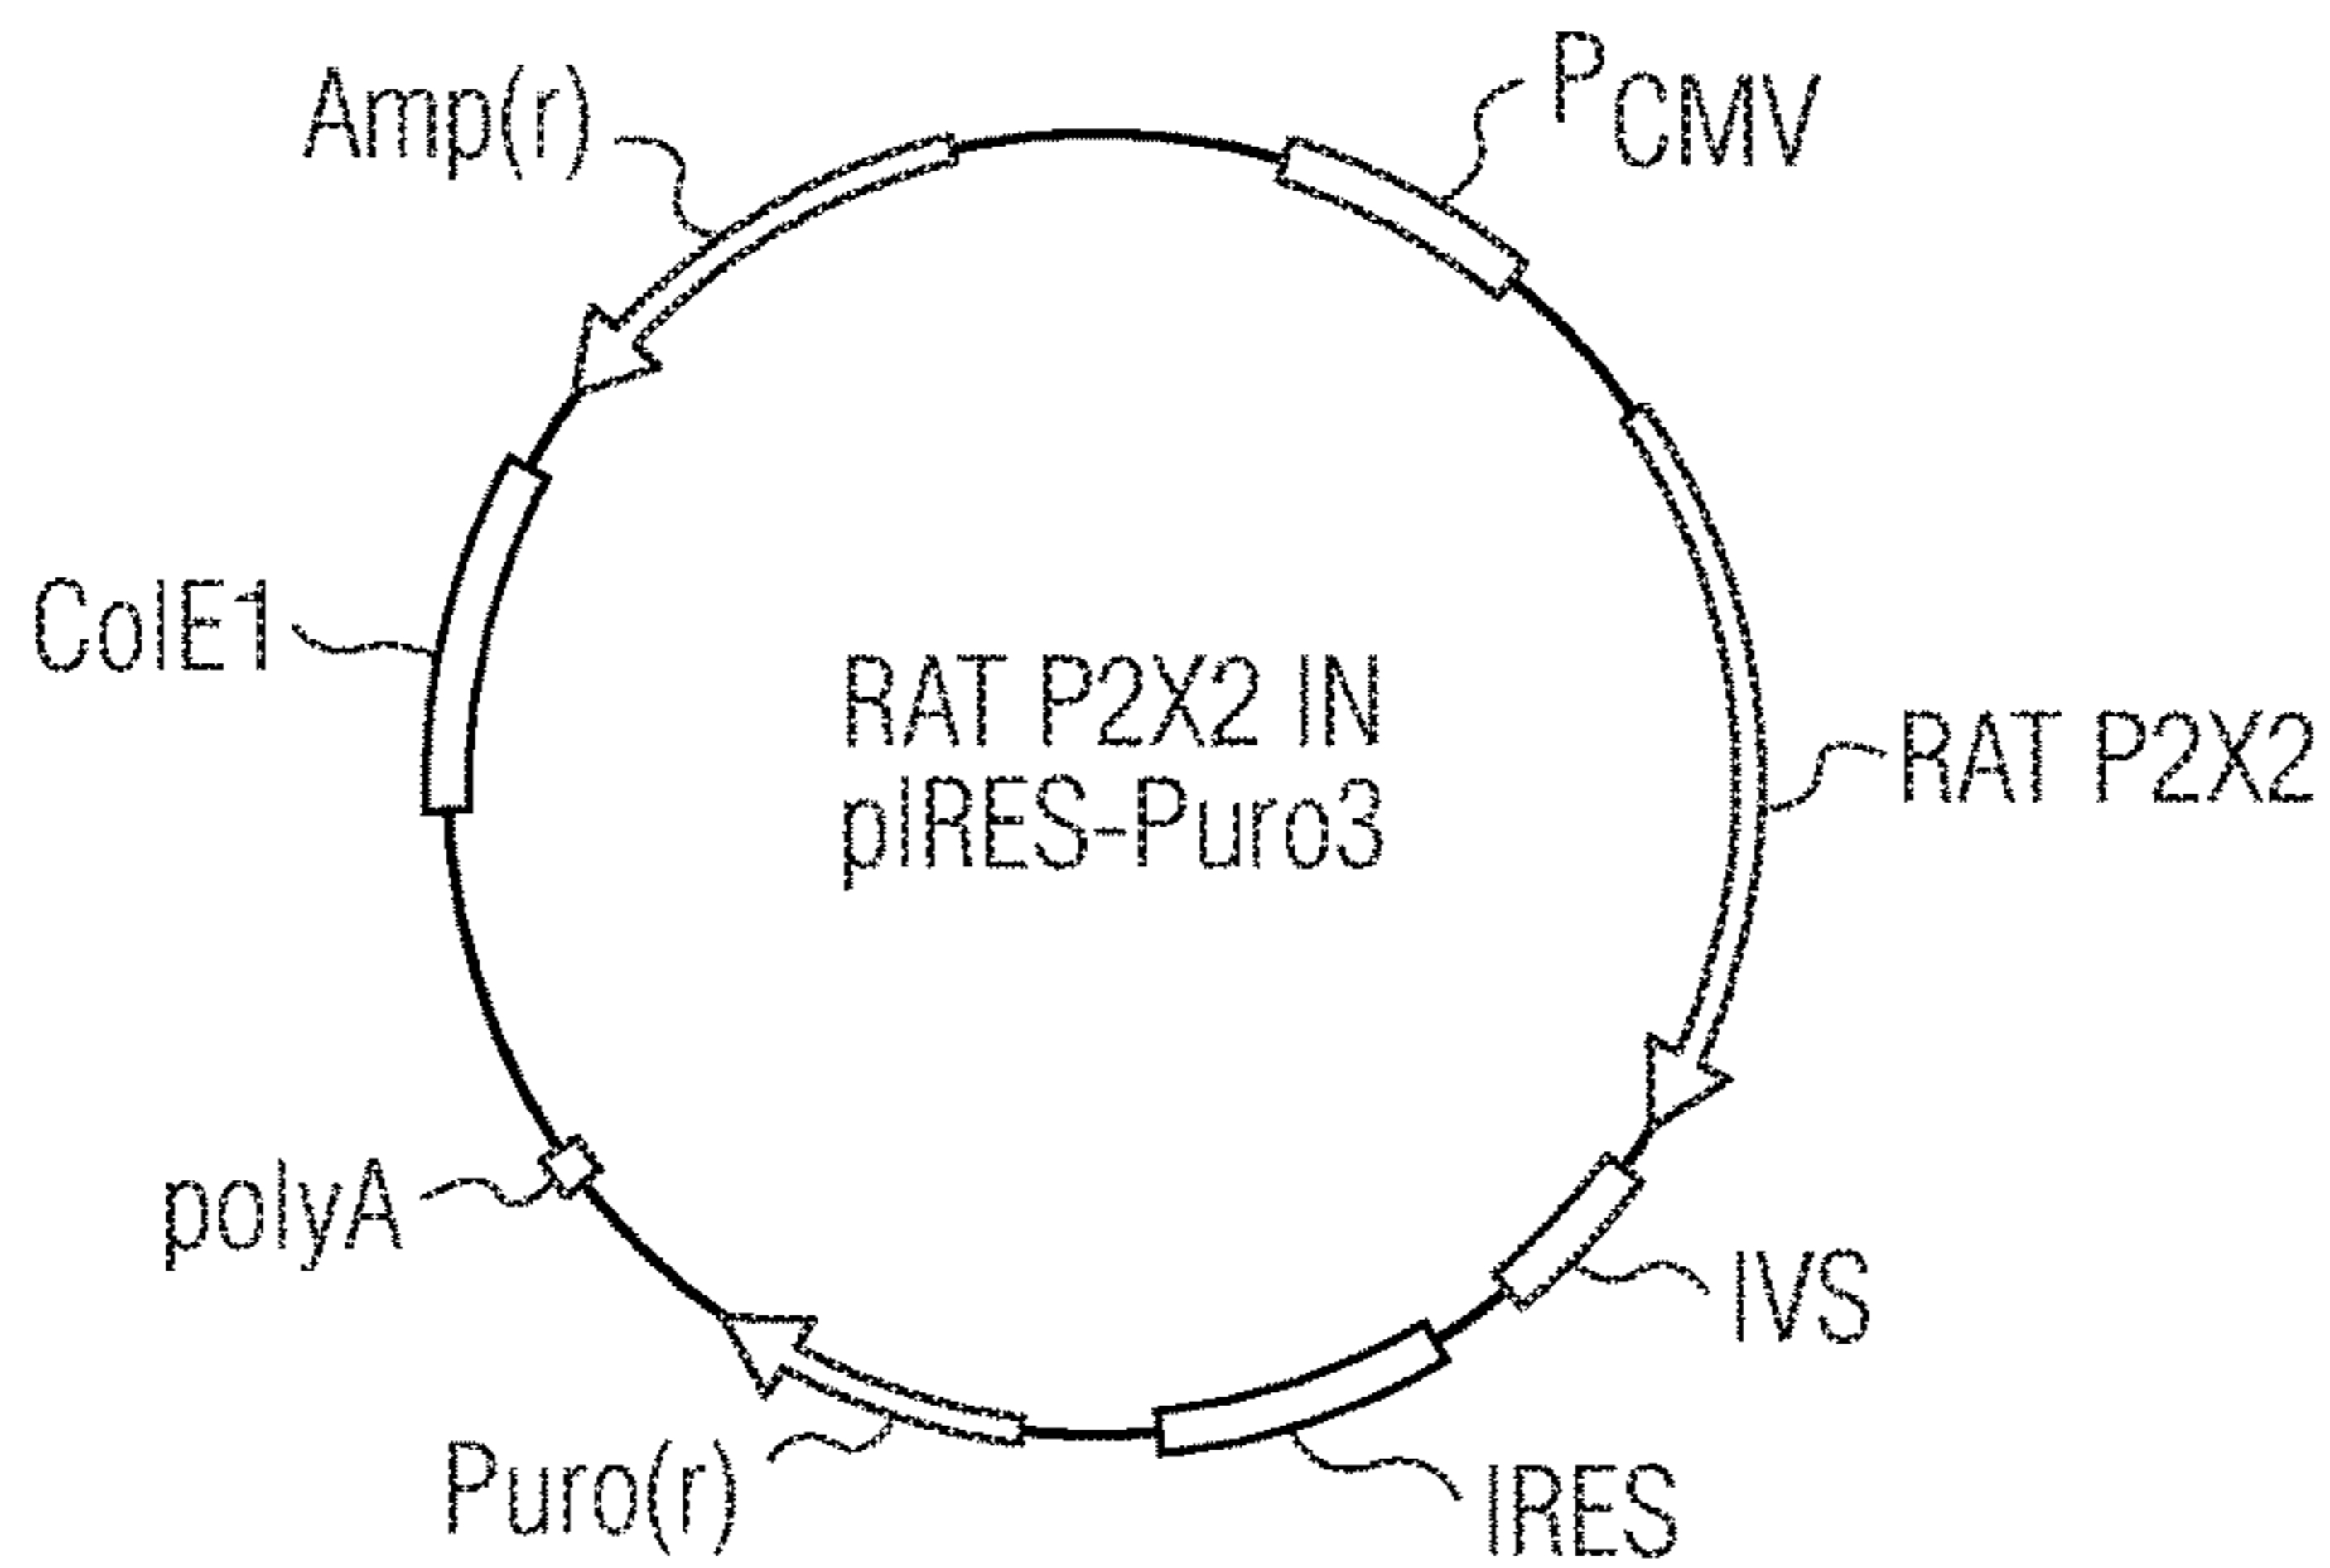 Amp(r)
PCMV
ColE1
RAT P2X2 IN
pIRES-Puro3
RAT P2X2
polyA
IVS
Puro(r)
IRES